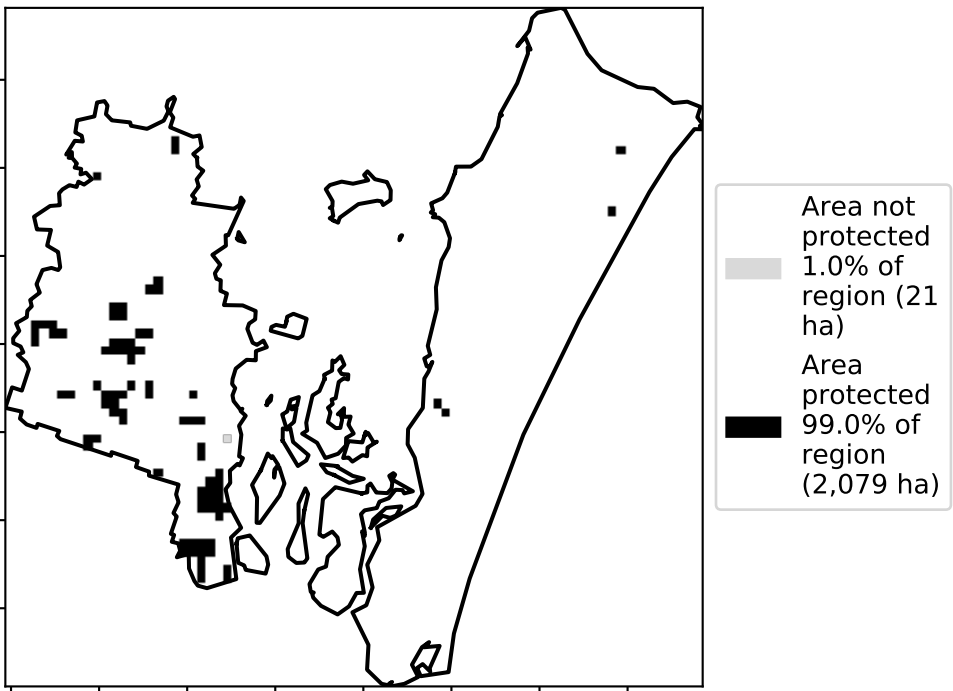 Area not
protected
1.0% of
region (21
ha)
Area
protected
99.0% of
region
(2,079 ha)